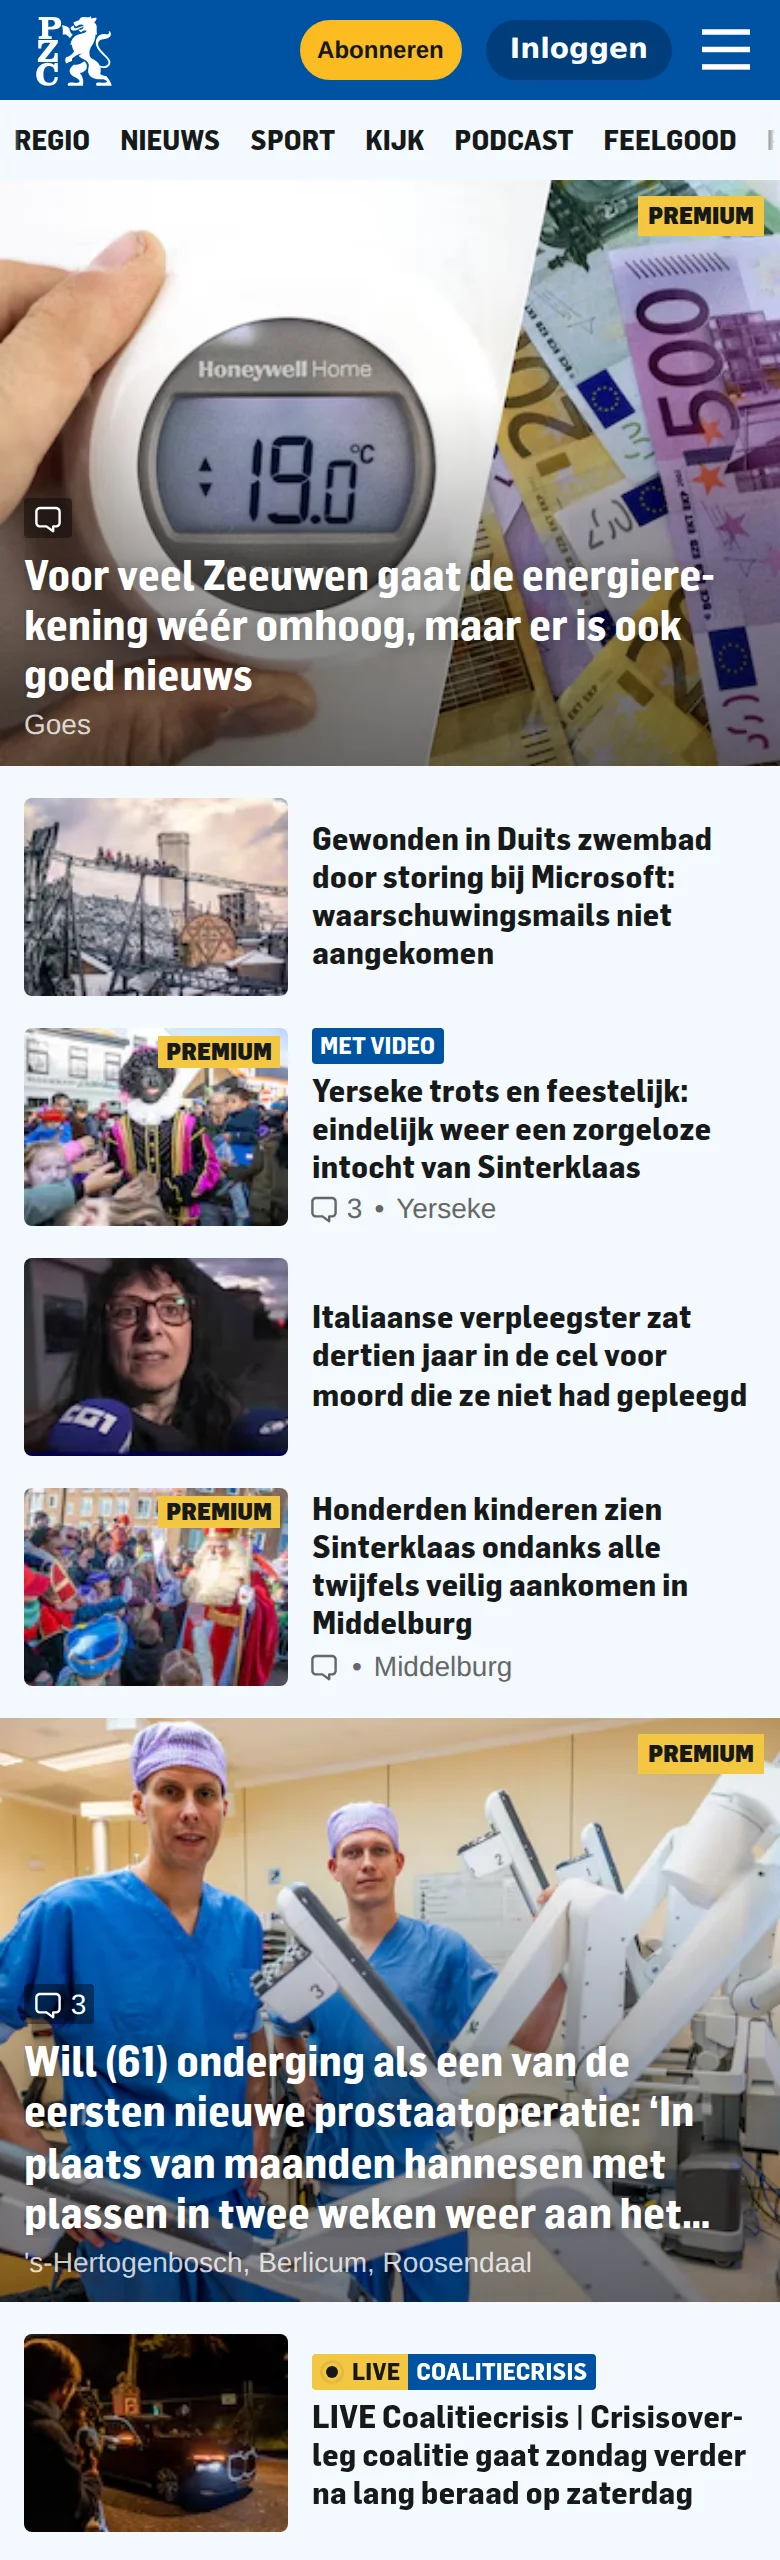 PZC
Abonneren
Inloggen
REGIO NIEUWS SPORT KIJK PODCAST FEELGOOD
PREMIUM
Honeywell Home
19.0 °C
200
500
Voor veel Zeeuwen gaat de energiere-
kening wéér omhoog, maar er is ook
goed nieuws
Goes
Gewonden in Duits zwembad
door storing bij Microsoft:
waarschuwingsmails niet
aangekomen
PREMIUM
MET VIDEO
Yerseke trots en feestelijk:
eindelijk weer een zorgeloze
intocht van Sinterklaas
3 • Yerseke
Italiaanse verpleegster zat
dertien jaar in de cel voor
moord die ze niet had gepleegd
PREMIUM
Honderden kinderen zien
Sinterklaas ondanks alle
twijfels veilig aankomen in
Middelburg
• Middelburg
PREMIUM
2
1
3
3
Will (61) onderging als een van de
eersten nieuwe prostaatoperatie: ‘In
plaats van maanden hannesen met
plassen in twee weken weer aan het...
's-Hertogenbosch, Berlicum, Roosendaal
LIVE COALITIECRISIS
LIVE Coalitiecrisis | Crisisover-
leg coalitie gaat zondag verder
na lang beraad op zaterdag